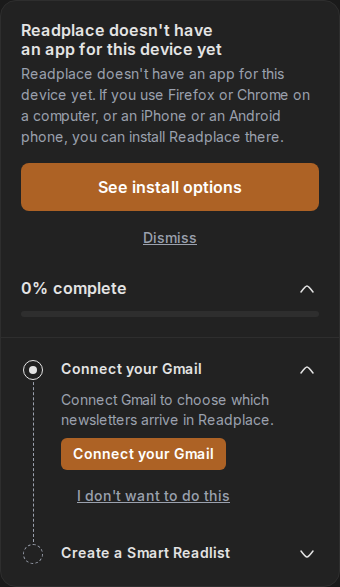 Readplace doesn't have
an app for this device yet
Readplace doesn't have an app for this
device yet. If you use Firefox or Chrome on
a computer, or an iPhone or an Android
phone, you can install Readplace there.
See install options
Dismiss
0% complete
Connect your Gmail
Connect Gmail to choose which
newsletters arrive in Readplace.
Connect your Gmail
I don't want to do this
Create a Smart Readlist